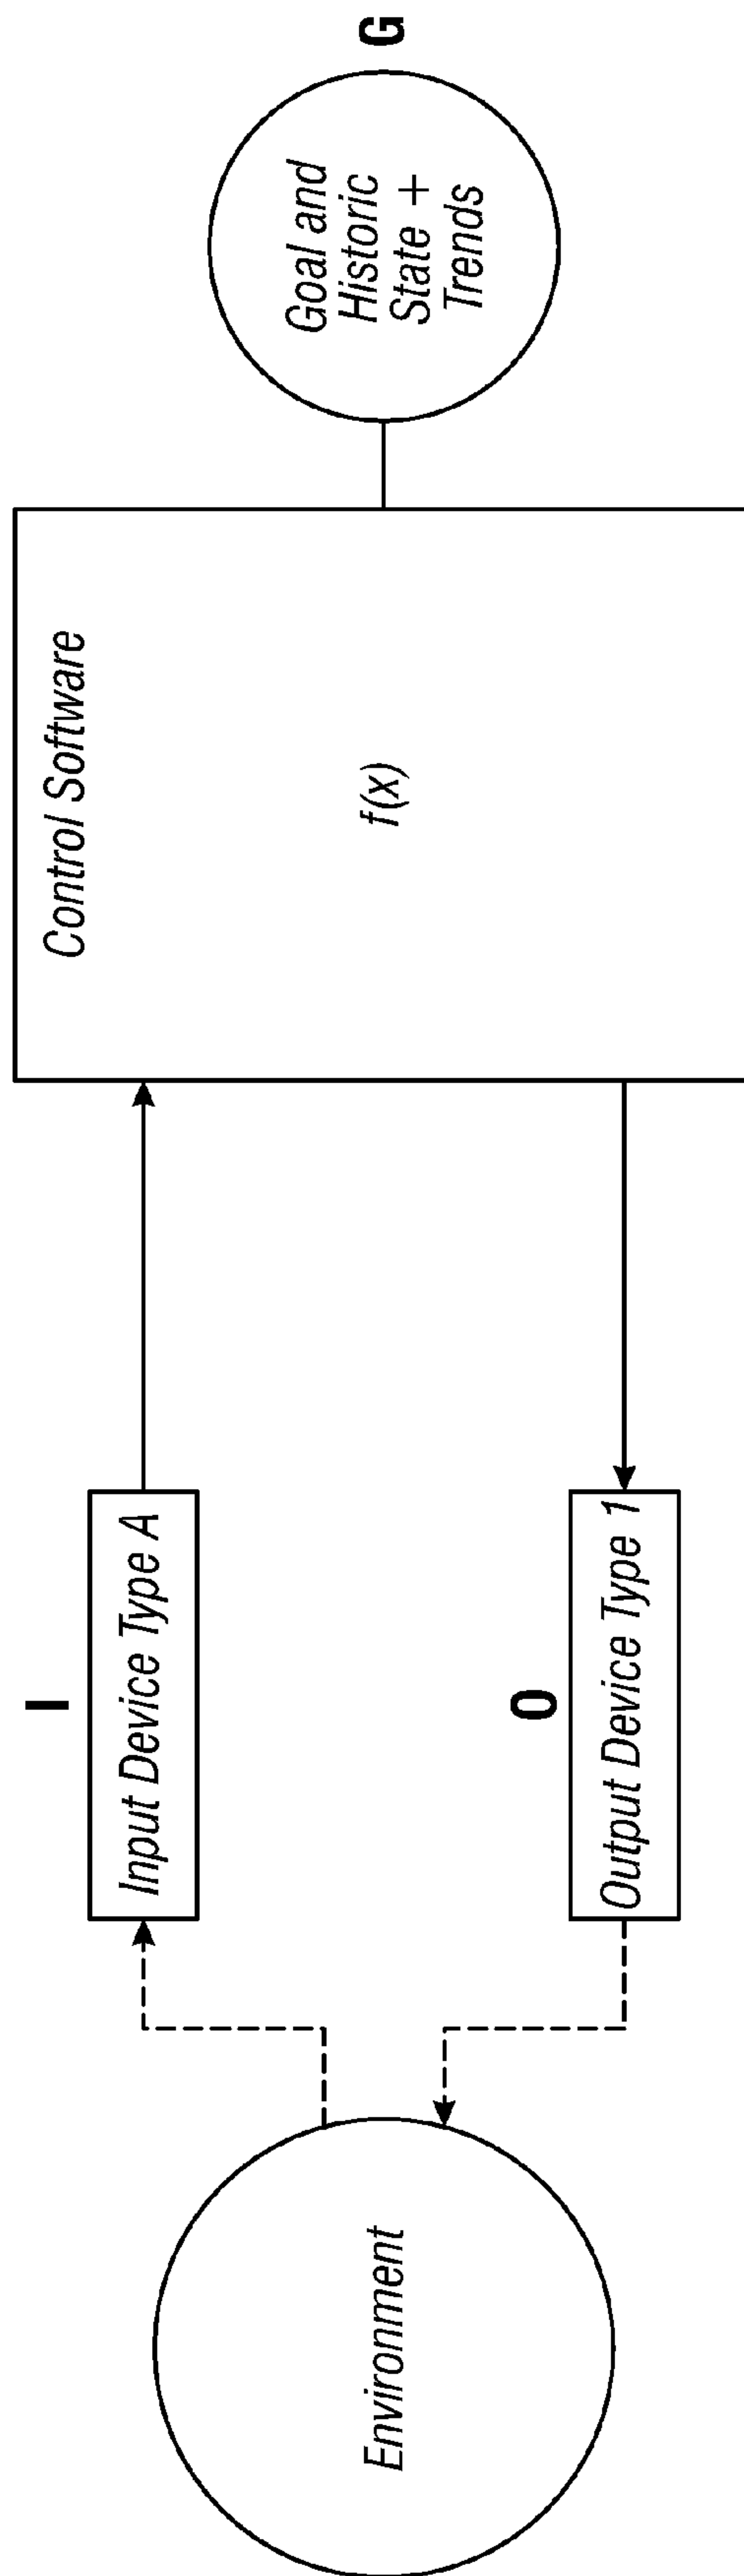 I
Input Device Type A
Control Software
f(x)
Environment
O
Output Device Type 1
G
Goal and
Historic
State +
Trends